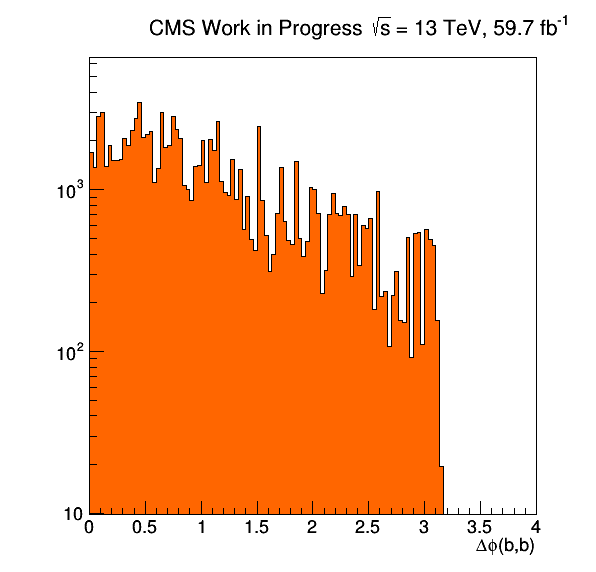 CMS Work in Progress √s = 13 TeV, 59.7 fb⁻¹
10³
10²
10
0 0.5 1 1.5 2 2.5 3 3.5 4
Δϕ(b,b)